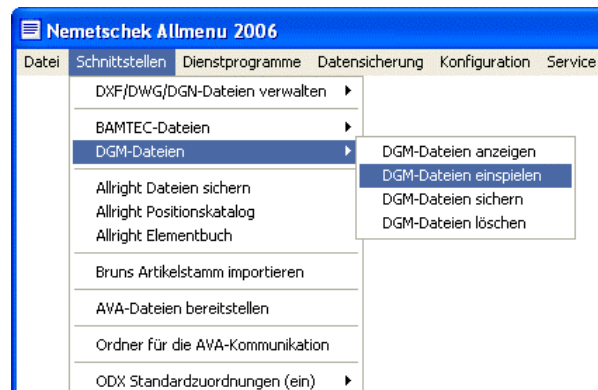 Nemetschek Allmenu 2006
Datei Schnittstellen Dienstprogramme Datensicherung Konfiguration Service
DXF/DWG/DGN-Dateien verwalten
BAMTEC-Dateien
DGM-Dateien
DGM-Dateien anzeigen
DGM-Dateien einspielen
DGM-Dateien sichern
DGM-Dateien löschen
Allright Dateien sichern
Allright Positionskatalog
Allright Elementbuch
Bruns Artikelstamm importieren
AVA-Dateien bereitstellen
Ordner für die AVA-Kommunikation
ODX Standardzuordnungen (ein)